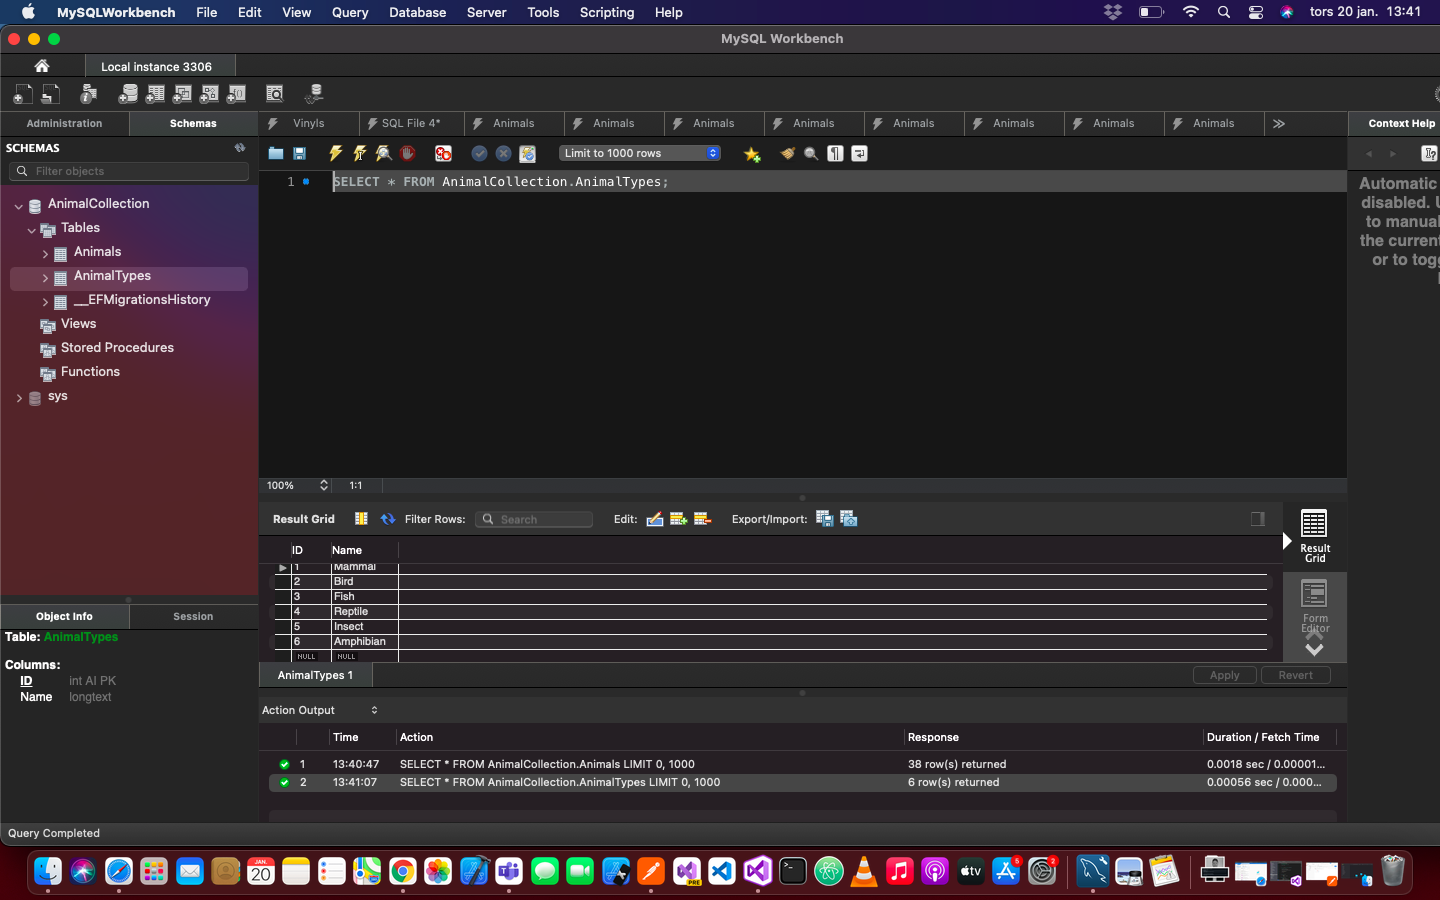 MySQLWorkbench File Edit View Query Database Server Tools Scripting Help tors 20 jan. 13:41
MySQL Workbench
Local instance 3306
Administration Schemas Vinyls SQL File 4* Animals Animals Animals Animals Animals Animals Animals Animals Context Help
SCHEMAS
Limit to 1000 rows
Filter objects
1 SELECT * FROM AnimalCollection.AnimalTypes;
Automatic
disabled.
to manual
the current
or to
AnimalCollection
Tables
Animals
AnimalTypes
__EFMigrationsHistory
Views
Stored Procedures
Functions
sys
100% 1:1
Result Grid Filter Rows: Search Edit: Export/Import:
Result
Grid
Form
Editor
ID Name
1 Mammal
2 Bird
3 Fish
4 Reptile
5 Insect
6 Amphibian
NULL NULL
Object Info Session
Table: AnimalTypes
Columns:
ID int AI PK
Name longtext
AnimalTypes 1 Apply Revert
Action Output
Time Action Response Duration / Fetch Time
1 13:40:47 SELECT * FROM AnimalCollection.Animals LIMIT 0, 1000 38 row(s) returned 0.0018 sec / 0.00001...
2 13:41:07 SELECT * FROM AnimalCollection.AnimalTypes LIMIT 0, 1000 6 row(s) returned 0.00056 sec / 0.000...
Query Completed
JAN.
20
PRE
tv
5
2